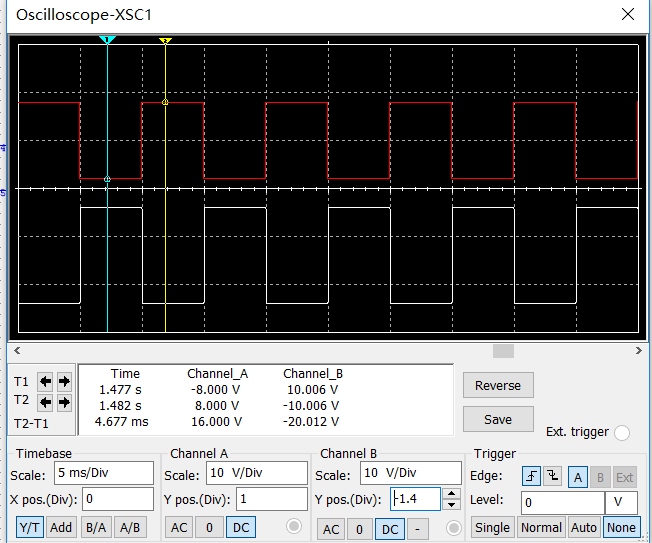 Oscilloscope-XSC1
1
2
Time Channel_A Channel_B
T1 1.477 s -8.000 V 10.006 V
T2 1.482 s 8.000 V -10.006 V
T2-T1 4.677 ms 16.000 V -20.012 V
Reverse
Save
Ext. trigger
Timebase
Scale: 5 ms/Div
X pos.(Div): 0
Y/T Add B/A A/B
Channel A
Scale: 10 V/Div
Y pos.(Div): 1
AC 0 DC
Channel B
Scale: 10 V/Div
Y pos.(Div): -1.4
AC 0 DC -
Trigger
Edge: A B Ext
Level: 0 V
Single Normal Auto None